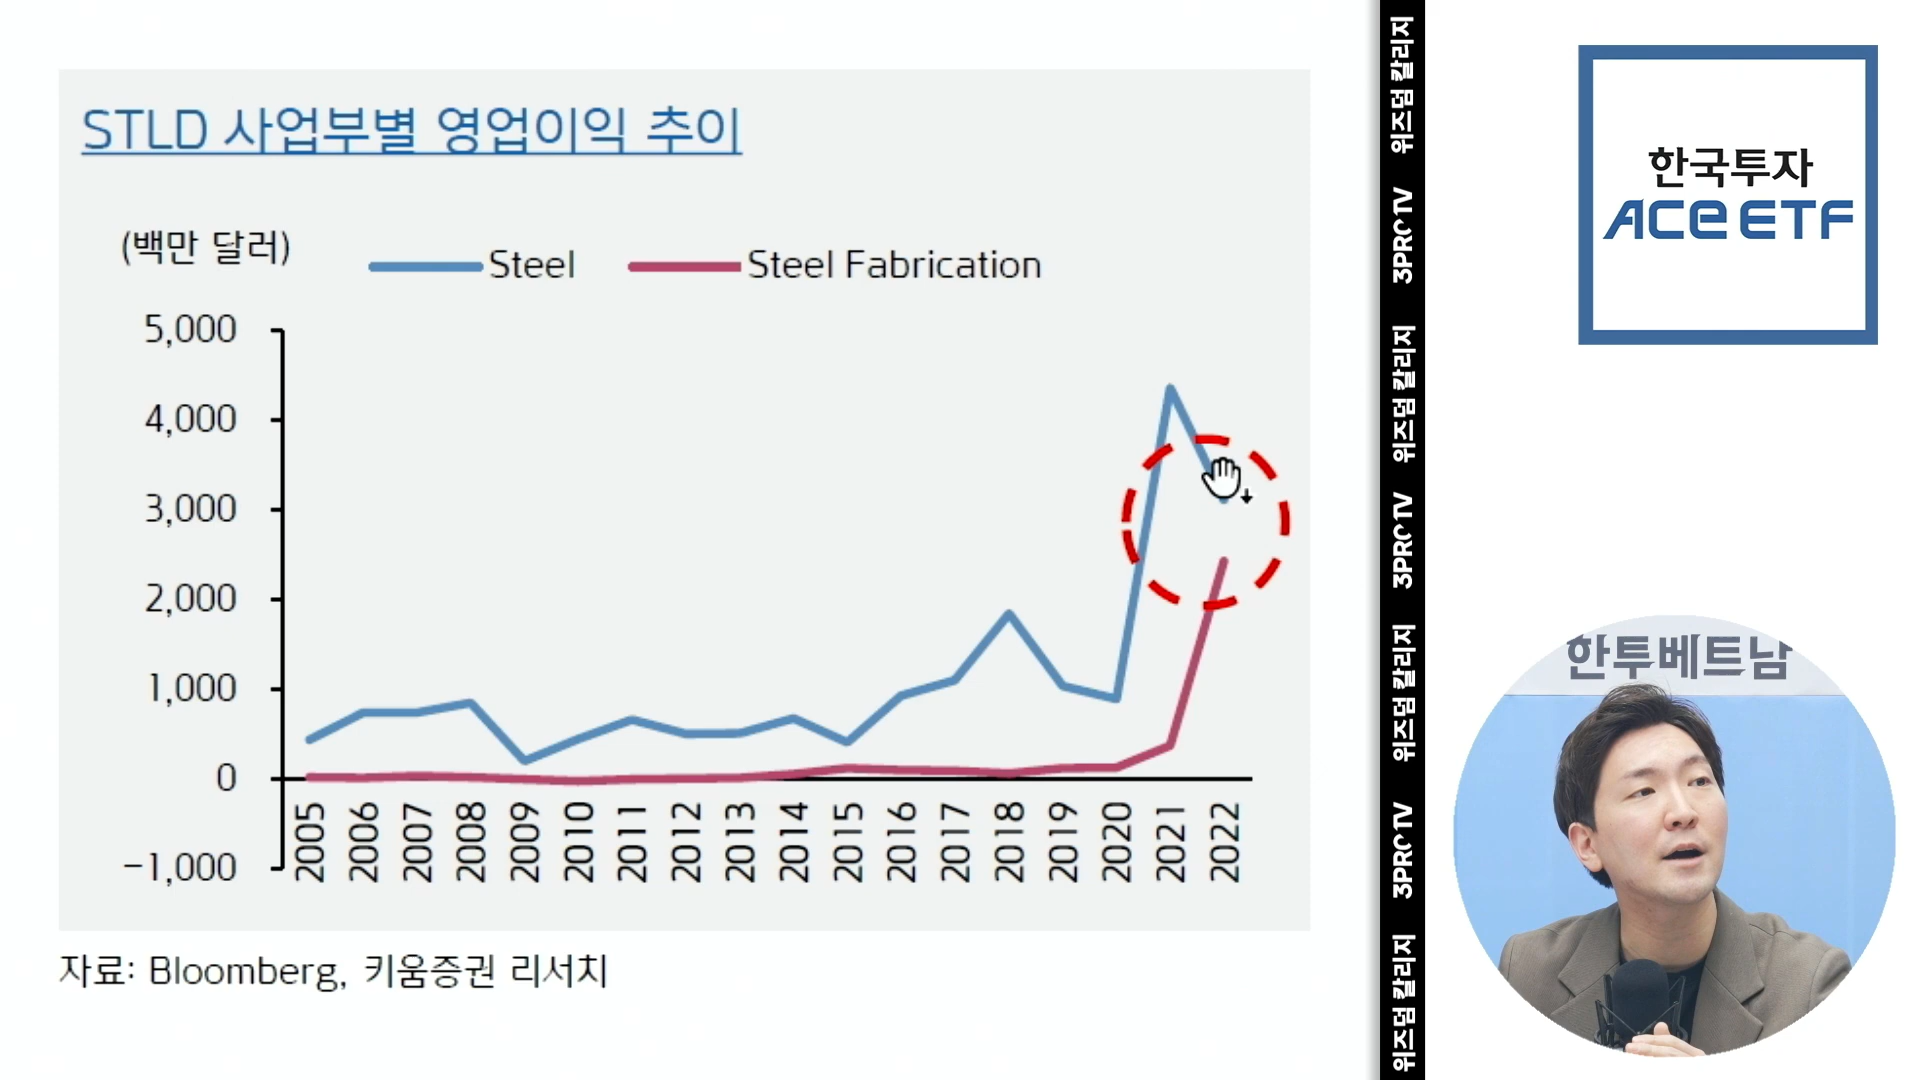 STLD 사업부별 영업이익 추이
(백만 달러)
Steel
Steel Fabrication
5,000
4,000
3,000
2,000
1,000
0
-1,000
2005
2006
2007
2008
2009
2010
2011
2012
2013
2014
2015
2016
2017
2018
2019
2020
2021
2022
자료: Bloomberg, 키움증권 리서치
위즈덤 칼리지
3PROTV
위즈덤 칼리지
3PROTV
위즈덤 칼리지
3PROTV
위즈덤 칼리지
한국투자
ACE ETF
한투베트남